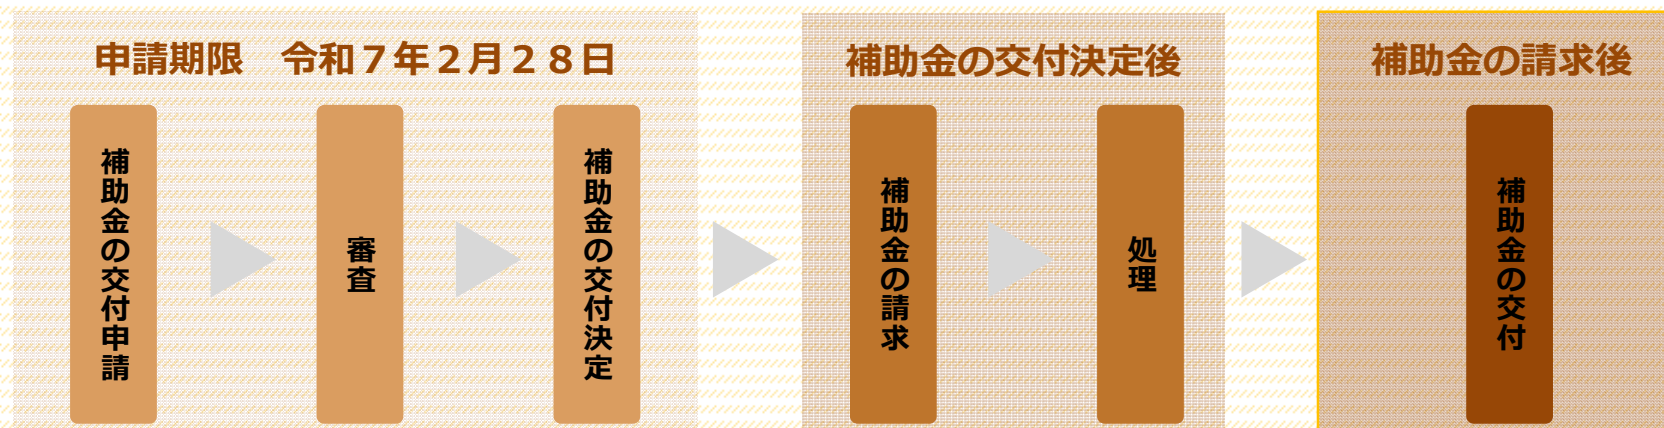 申請期限　令和７年２月２８日
補助金の交付申請
審査
補助金の交付決定
補助金の交付決定後
補助金の請求
処理
補助金の請求後
補助金の交付